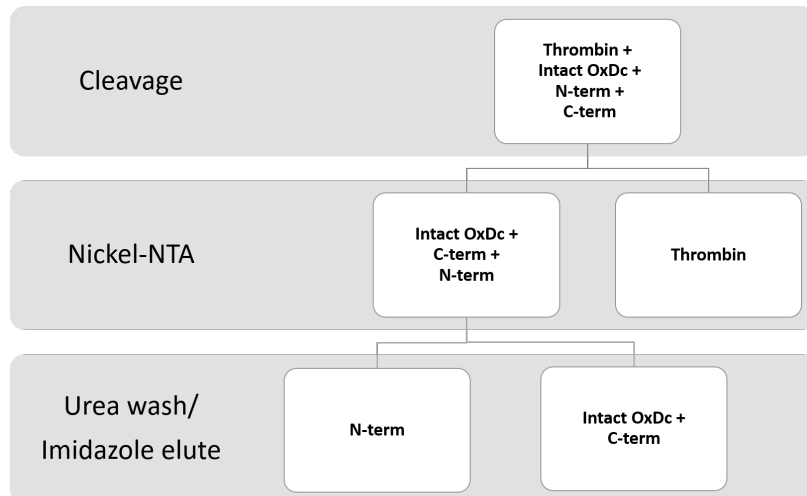 Cleavage
Thrombin +
Intact OxDc +
N-term +
C-term
Nickel-NTA
Intact OxDc +
C-term +
N-term
Thrombin
Urea wash/
Imidazole elute
N-term
Intact OxDc +
C-term